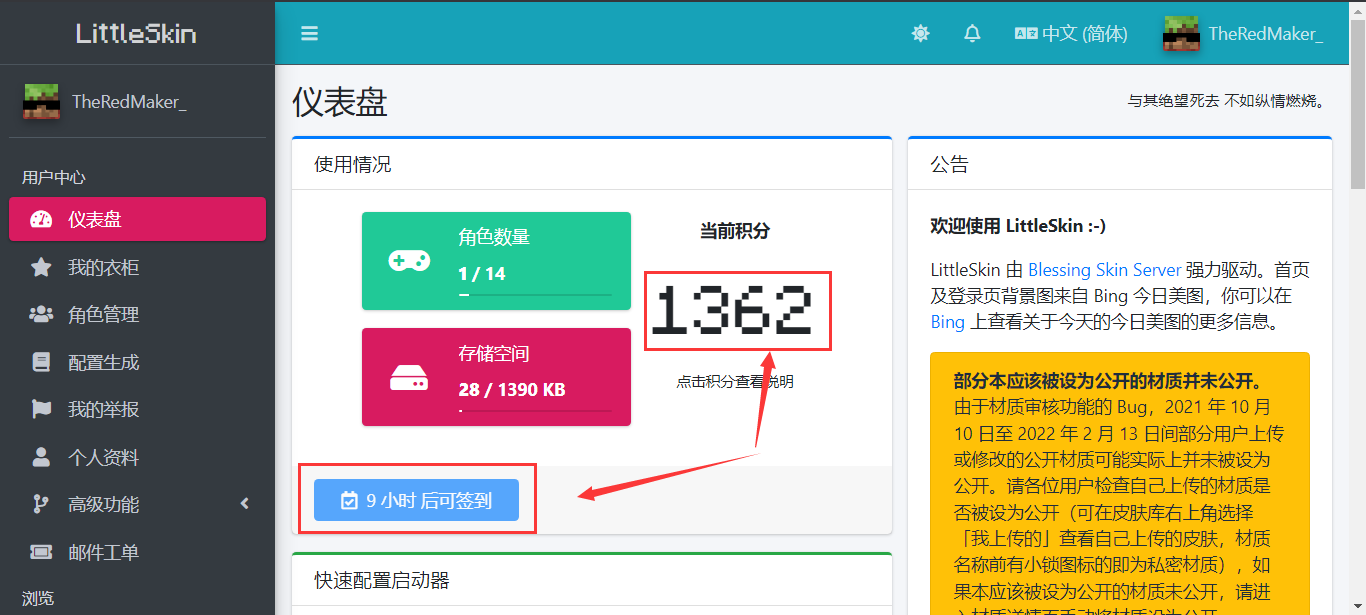 LittleSkin
TheRedMaker_
用户中心
仪表盘
我的衣柜
角色管理
配置生成
我的举报
个人资料
高级功能
邮件工单
浏览
中文 (简体)
TheRedMaker_
仪表盘
与其绝望死去 不如纵情燃烧。
使用情况
角色数量
1 / 14
存储空间
28 / 1390 KB
当前积分
1362
点击积分查看说明
9 小时 后可签到
快速配置启动器
公告
欢迎使用 LittleSkin :-)
LittleSkin 由 Blessing Skin Server 强力驱动。首页
及登录页背景图来自 Bing 今日美图，你可以在
Bing 上查看关于今天的今日美图的更多信息。
部分本应该被设为公开的材质并未公开。
由于材质审核功能的 Bug，2021 年 10 月
10 日至 2022 年 2 月 13 日间部分用户上传
或修改的公开材质可能实际上并未被设为
公开。请各位用户检查自己上传的材质是
否被设为公开（可在皮肤库右上角选择
「我上传的」查看自己上传的皮肤，材质
名称前有小锁图标的即为私密材质），如
果本应该被设为公开的材质未公开，请进
入材质详情页手动将材质设为公开